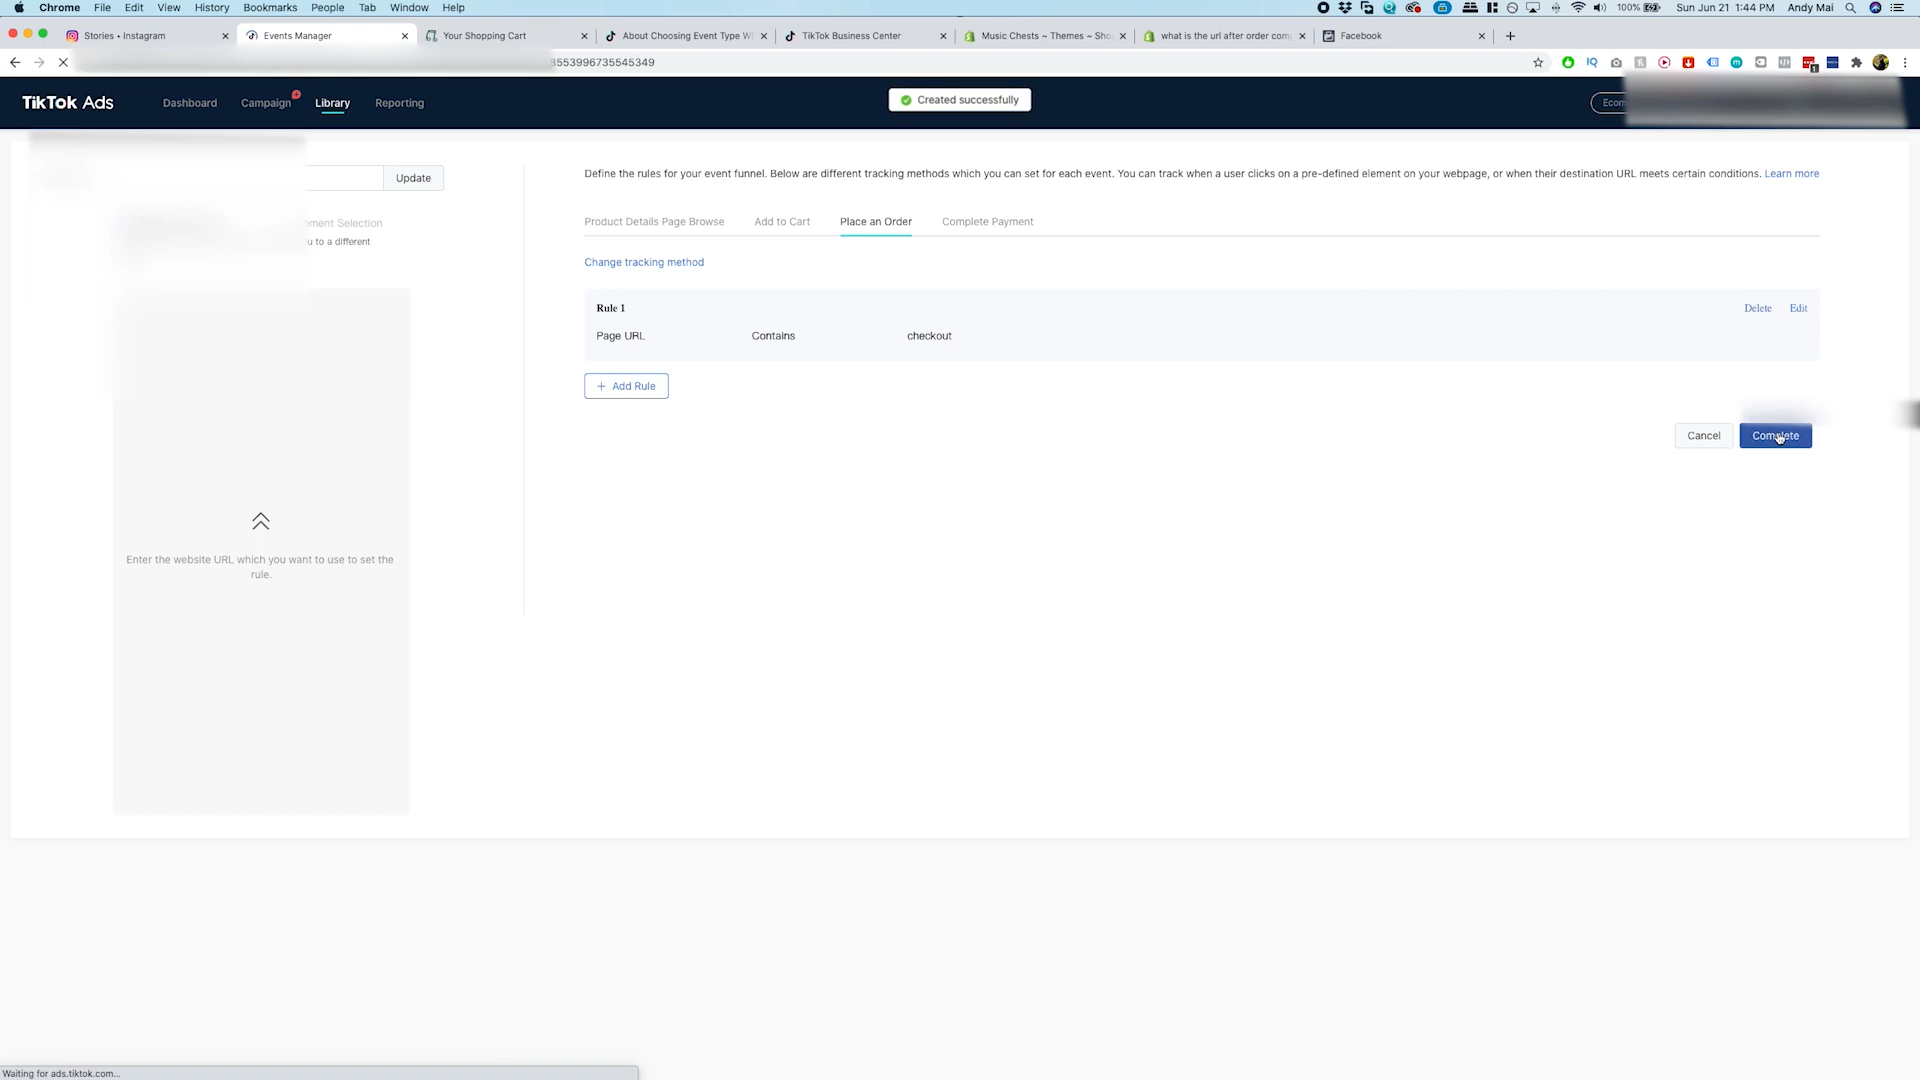 Chrome File Edit View History Bookmarks People Tab Window Help 100% Sun Jun 21 1:44 PM Andy Mai
Stories • Instagram Events Manager Your Shopping Cart About Choosing Event Type W TikTok Business Center Music Chests ~ Themes ~ Sho what is the url after order com Facebook
3553996735545349
TikTok Ads Dashboard Campaign Library Reporting Created successfully Ecom
Update
Define the rules for your event funnel. Below are different tracking methods which you can set for each event. You can track when a user clicks on a pre-defined element on your webpage, or when their destination URL meets certain conditions. Learn more
ement Selection
u to a different
Product Details Page Browse Add to Cart Place an Order Complete Payment
Change tracking method
Rule 1 Delete Edit
Page URL Contains checkout
+ Add Rule
Cancel Complete
Enter the website URL which you want to use to set the
rule.
Waiting for ads.tiktok.com...